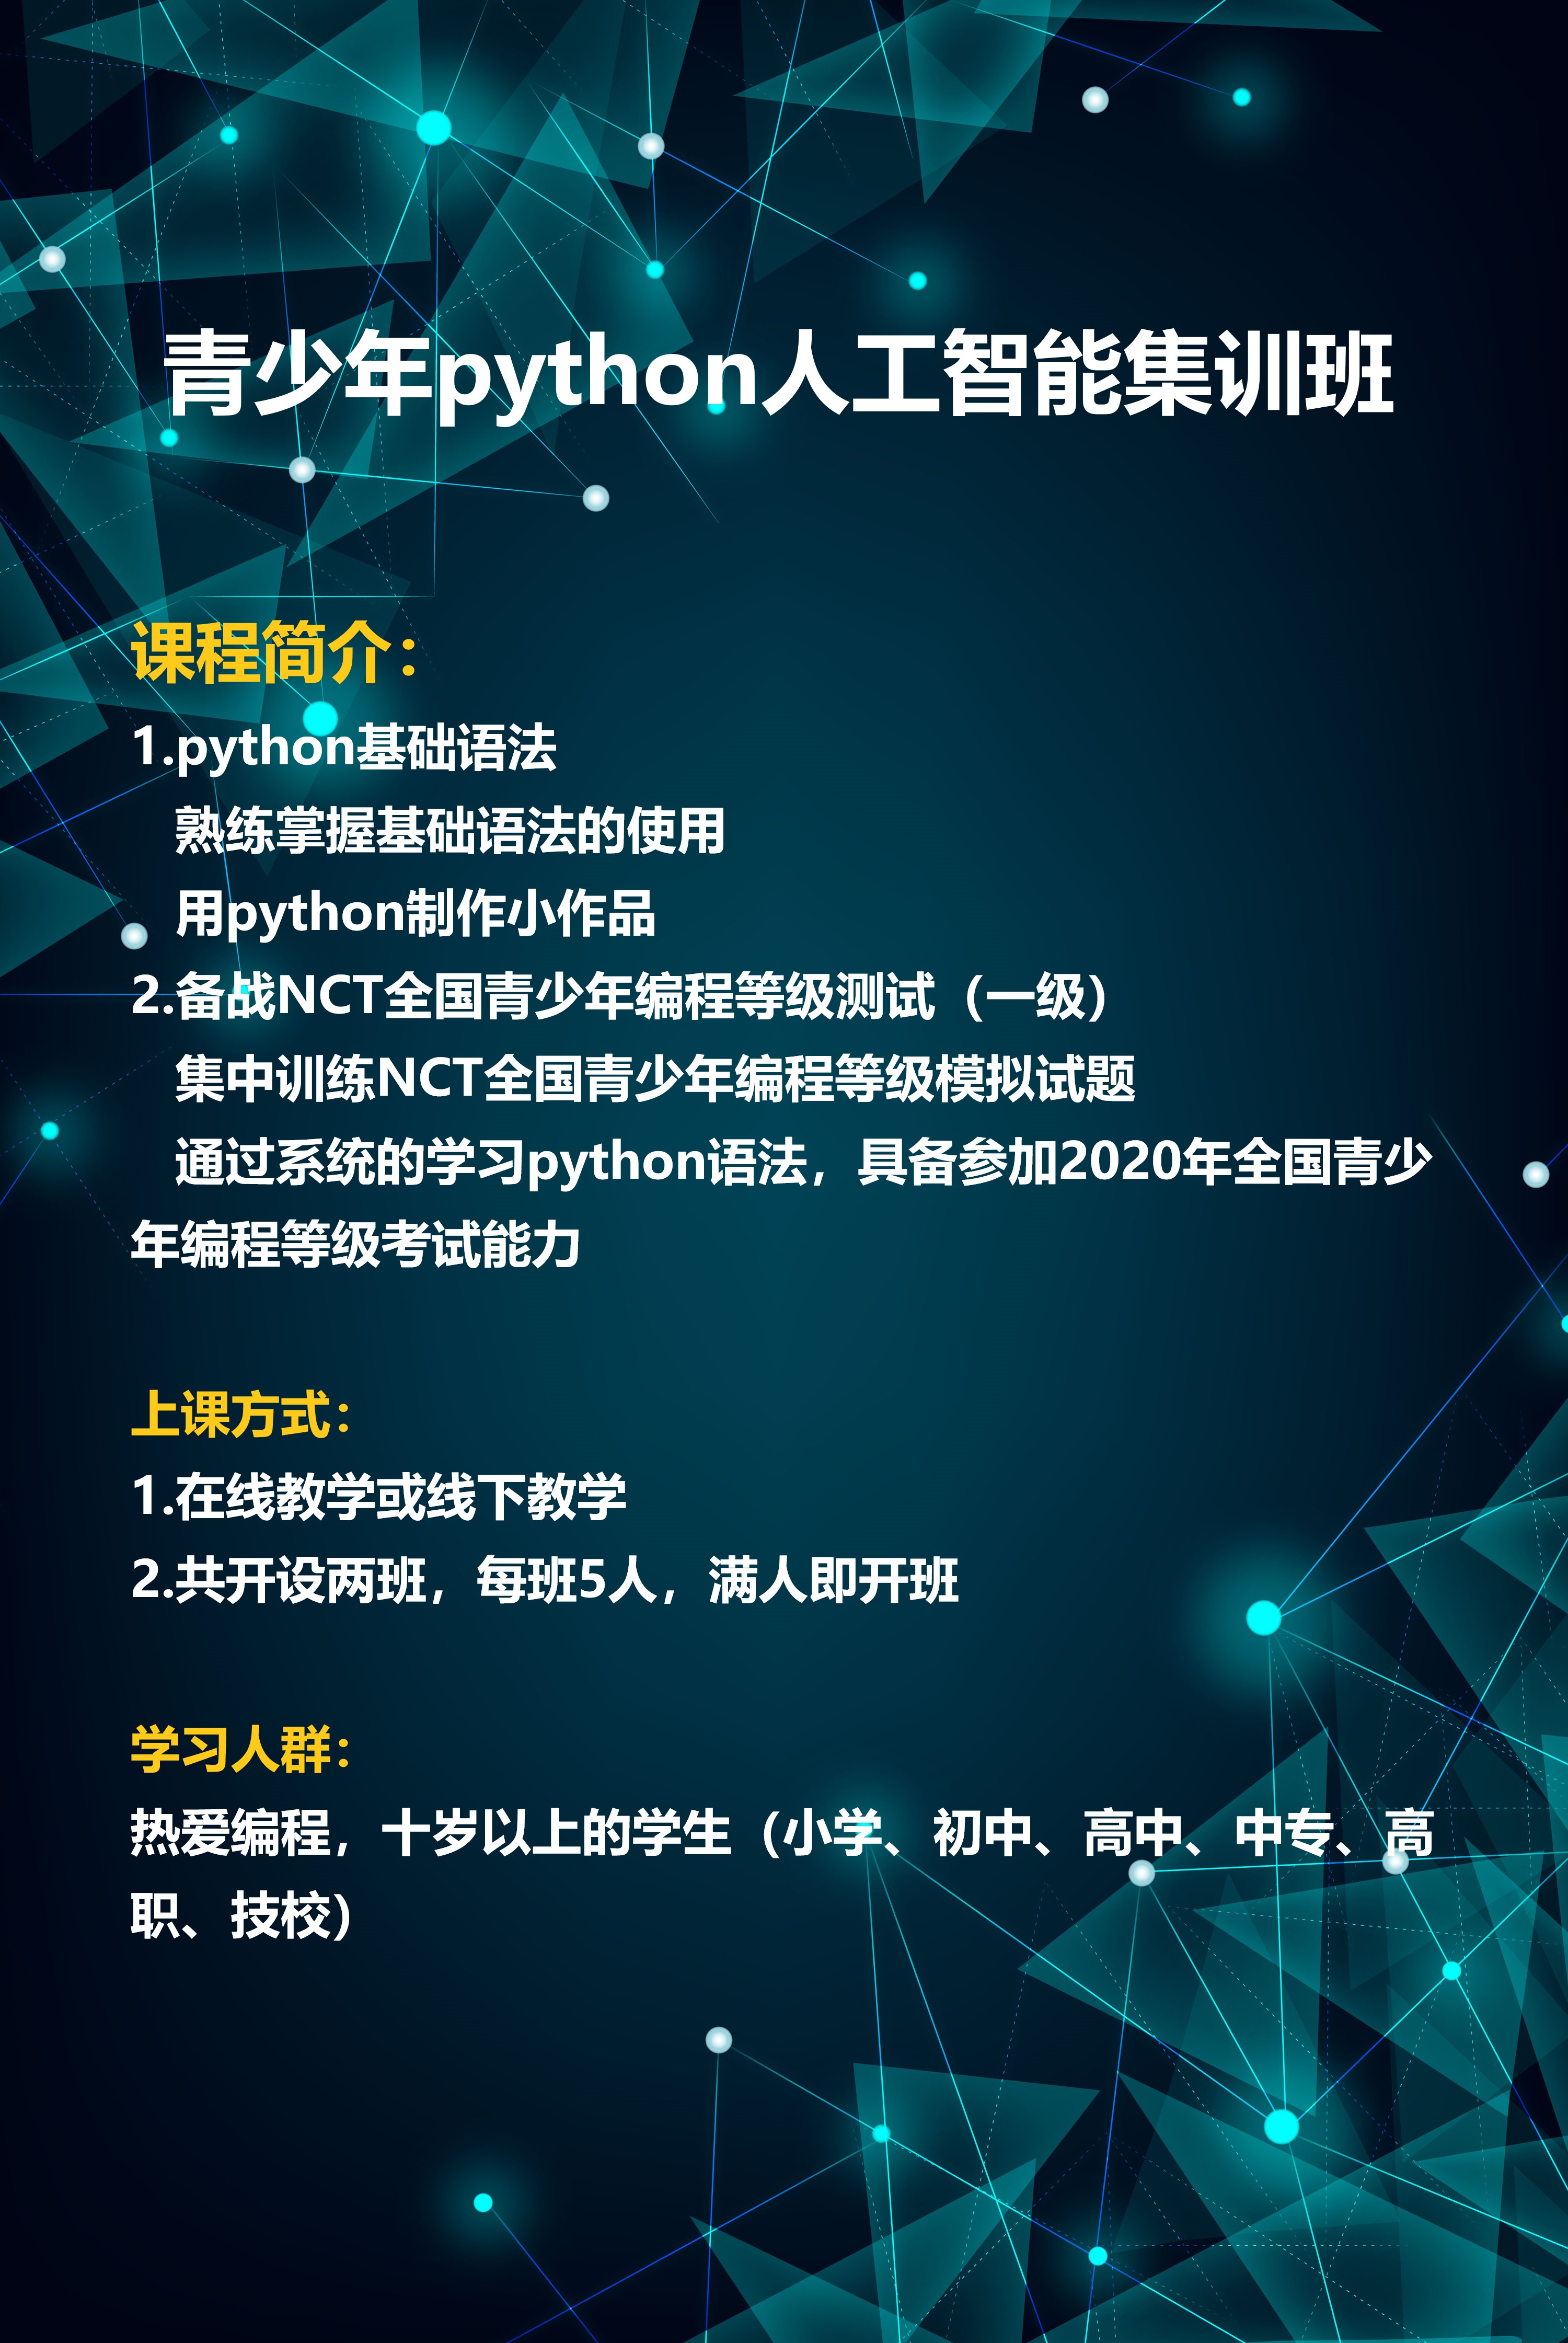 青少年python人工智能集训班
课程简介：
1.python基础语法
熟练掌握基础语法的使用
用python制作小作品
2.备战NCT全国青少年编程等级测试（一级）
集中训练NCT全国青少年编程等级模拟试题
通过系统的学习python语法，具备参加2020年全国青少
年编程等级考试能力
上课方式：
1.在线教学或线下教学
2.共开设两班，每班5人，满人即开班
学习人群：
热爱编程，十岁以上的学生（小学、初中、高中、中专、高
职、技校）